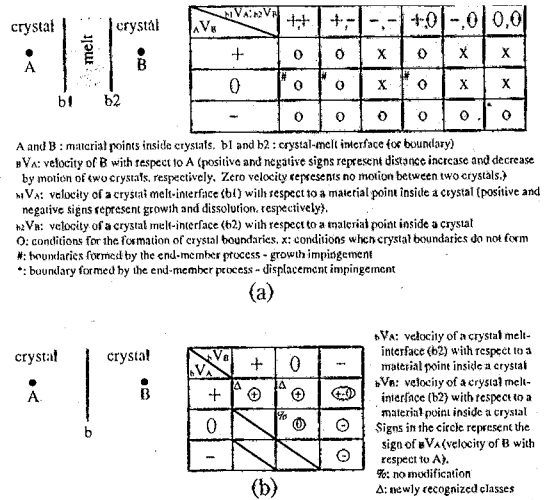 crystal crystal
melt
A B
b1 b2
AVB b1VA;b2VB +,+ +,- -,- +,0 -,0 0,0
+ o o x o x x
0 # o # o x # o x x
- o o o o o * o
A and B : material points inside crystals. b1 and b2 : crystal-melt interface (or boundary)
BVA: velocity of B with respect to A (positive and negative signs represent distance increase and decrease
by motion of two crystals, respectively. Zero velocity represents no motion between two crystals.)
b1VA: velocity of a crystal melt-interface (b1) with respect to a material point inside a crystal (positive and
negative signs represent growth and dissolution, respectively).
b2VB: velocity of a crystal melt-interface (b2) with respect to a material point inside a crystal
O: conditions for the formation of crystal boundaries. x: conditions when crystal boundaries do not form
#: boundaries formed by the end-member process - growth impingement
*: boundary formed by the end-member process - displacement impingement
(a)
crystal crystal
A B
b
bVA bVB + 0 -
+ Δ + Δ + +,0,-
0 % 0 -
- -
bVA: velocity of a crystal melt-
interface (b2) with respect to a
material point inside a crystal
bVB: velocity of a crystal melt-
interface (b2) with respect to a
material point inside a crystal
Signs in the circle represent the
sign of BVA (velocity of B with
respect to A).
%: no modification
Δ: newly recognized classes
(b)